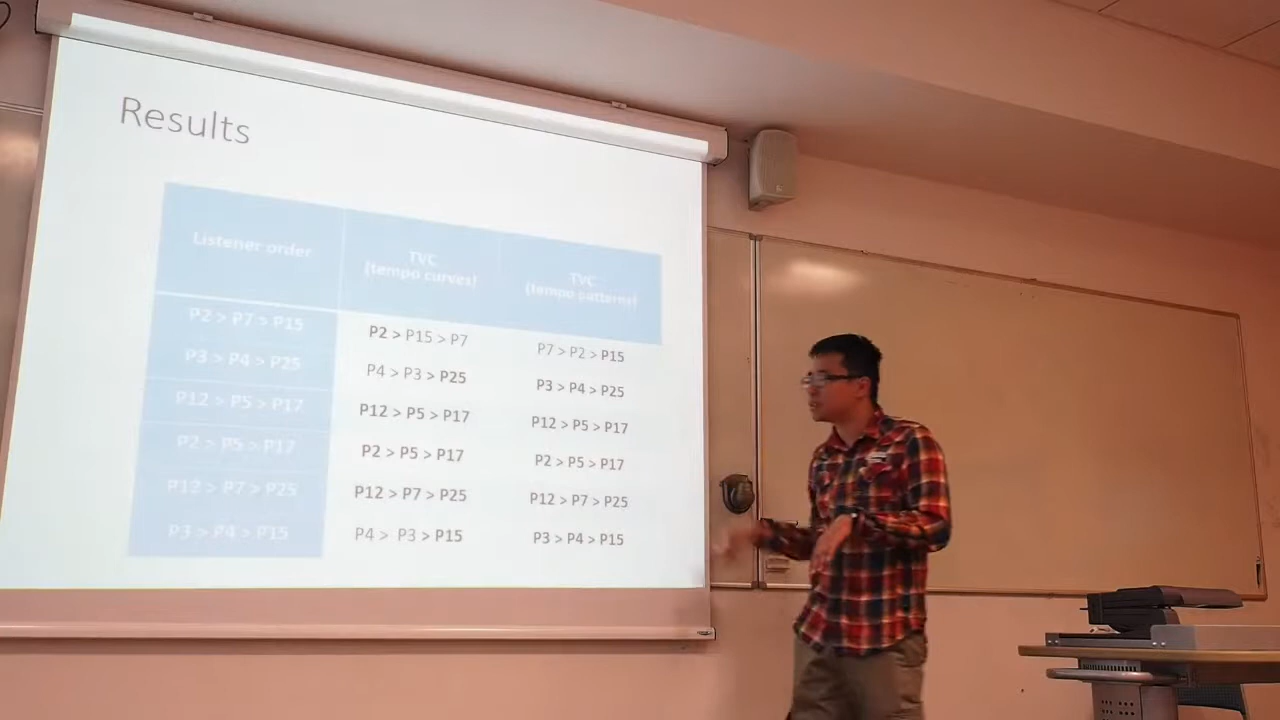 Results
Listener order
TVC
(tempo curves)
TVC
(tempo patterns)
P2 > P7 > P15
P2 > P15 > P7
P7 > P2 > P15
P3 > P4 > P25
P4 > P3 > P25
P3 > P4 > P25
P12 > P5 > P17
P12 > P5 > P17
P12 > P5 > P17
P2 > P5 > P17
P2 > P5 > P17
P2 > P5 > P17
P12 > P7 > P25
P12 > P7 > P25
P12 > P7 > P25
P3 > P4 > P15
P4 > P3 > P15
P3 > P4 > P15